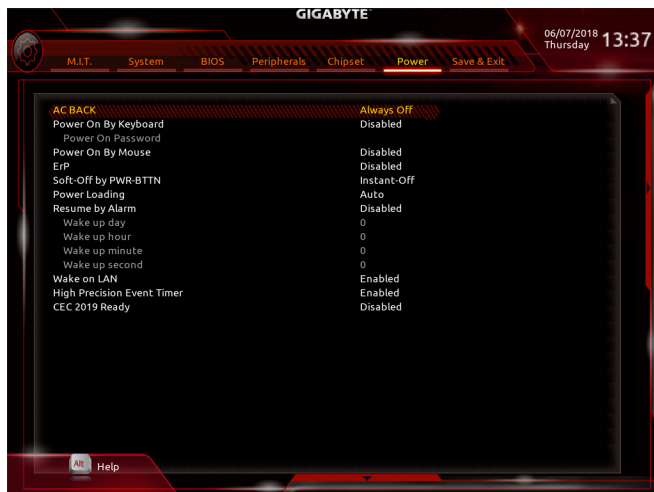 GIGABYTE™
06/07/2018 Thursday 13:37
M.I.T. System BIOS Peripherals Chipset Power Save & Exit
AC BACK Always Off
Power On By Keyboard Disabled
Power On Password
Power On By Mouse Disabled
ErP Disabled
Soft-Off by PWR-BTTN Instant-Off
Power Loading Auto
Resume by Alarm Disabled
Wake up day 0
Wake up hour 0
Wake up minute 0
Wake up second 0
Wake on LAN Enabled
High Precision Event Timer Enabled
CEC 2019 Ready Disabled
Alt Help